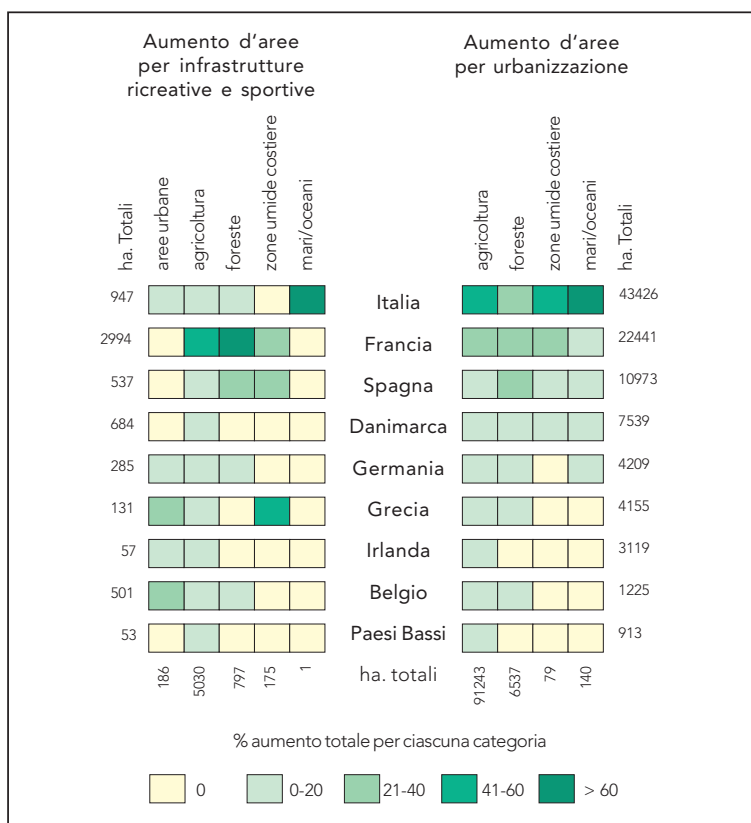 Aumento d'aree
per infrastrutture
ricreative e sportive
Aumento d'aree
per urbanizzazione
ha. Totali
aree urbane
agricoltura
foreste
zone umide costiere
mari/oceani
agricoltura
foreste
zone umide costiere
mari/oceani
ha. Totali
947 Italia 43426
2994 Francia 22441
537 Spagna 10973
684 Danimarca 7539
285 Germania 4209
131 Grecia 4155
57 Irlanda 3119
501 Belgio 1225
53 Paesi Bassi 913
186 5030 797 175 1 ha. totali 91243 6537 79 140
% aumento totale per ciascuna categoria
0 0-20 21-40 41-60 > 60